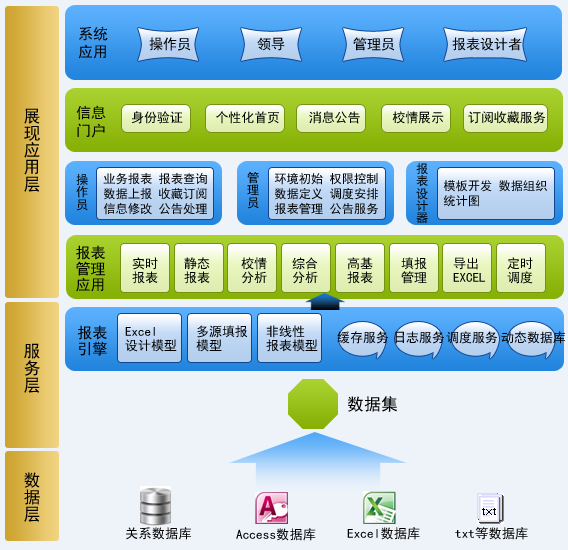 展现应用层
系统应用
操作员
领导
管理员
报表设计者
信息门户
身份验证
个性化首页
消息公告
校情展示
订阅收藏服务
操作员
业务报表 报表查询
数据上报 收藏订阅
信息修改 公告处理
管理员
环境初始 权限控制
数据定义 调度安排
报表管理 公告服务
报表设计器
模板开发 数据组织
统计图
报表管理应用
实时报表
静态报表
校情分析
综合分析
高基报表
填报管理
导出EXCEL
定时调度
服务层
报表引擎
Excel
设计模型
多源填报
模型
非线性
报表模型
缓存服务
日志服务
调度服务
动态数据库
数据集
数据层
关系数据库
A
Access数据库
X
Excel数据库
txt
txt等数据库